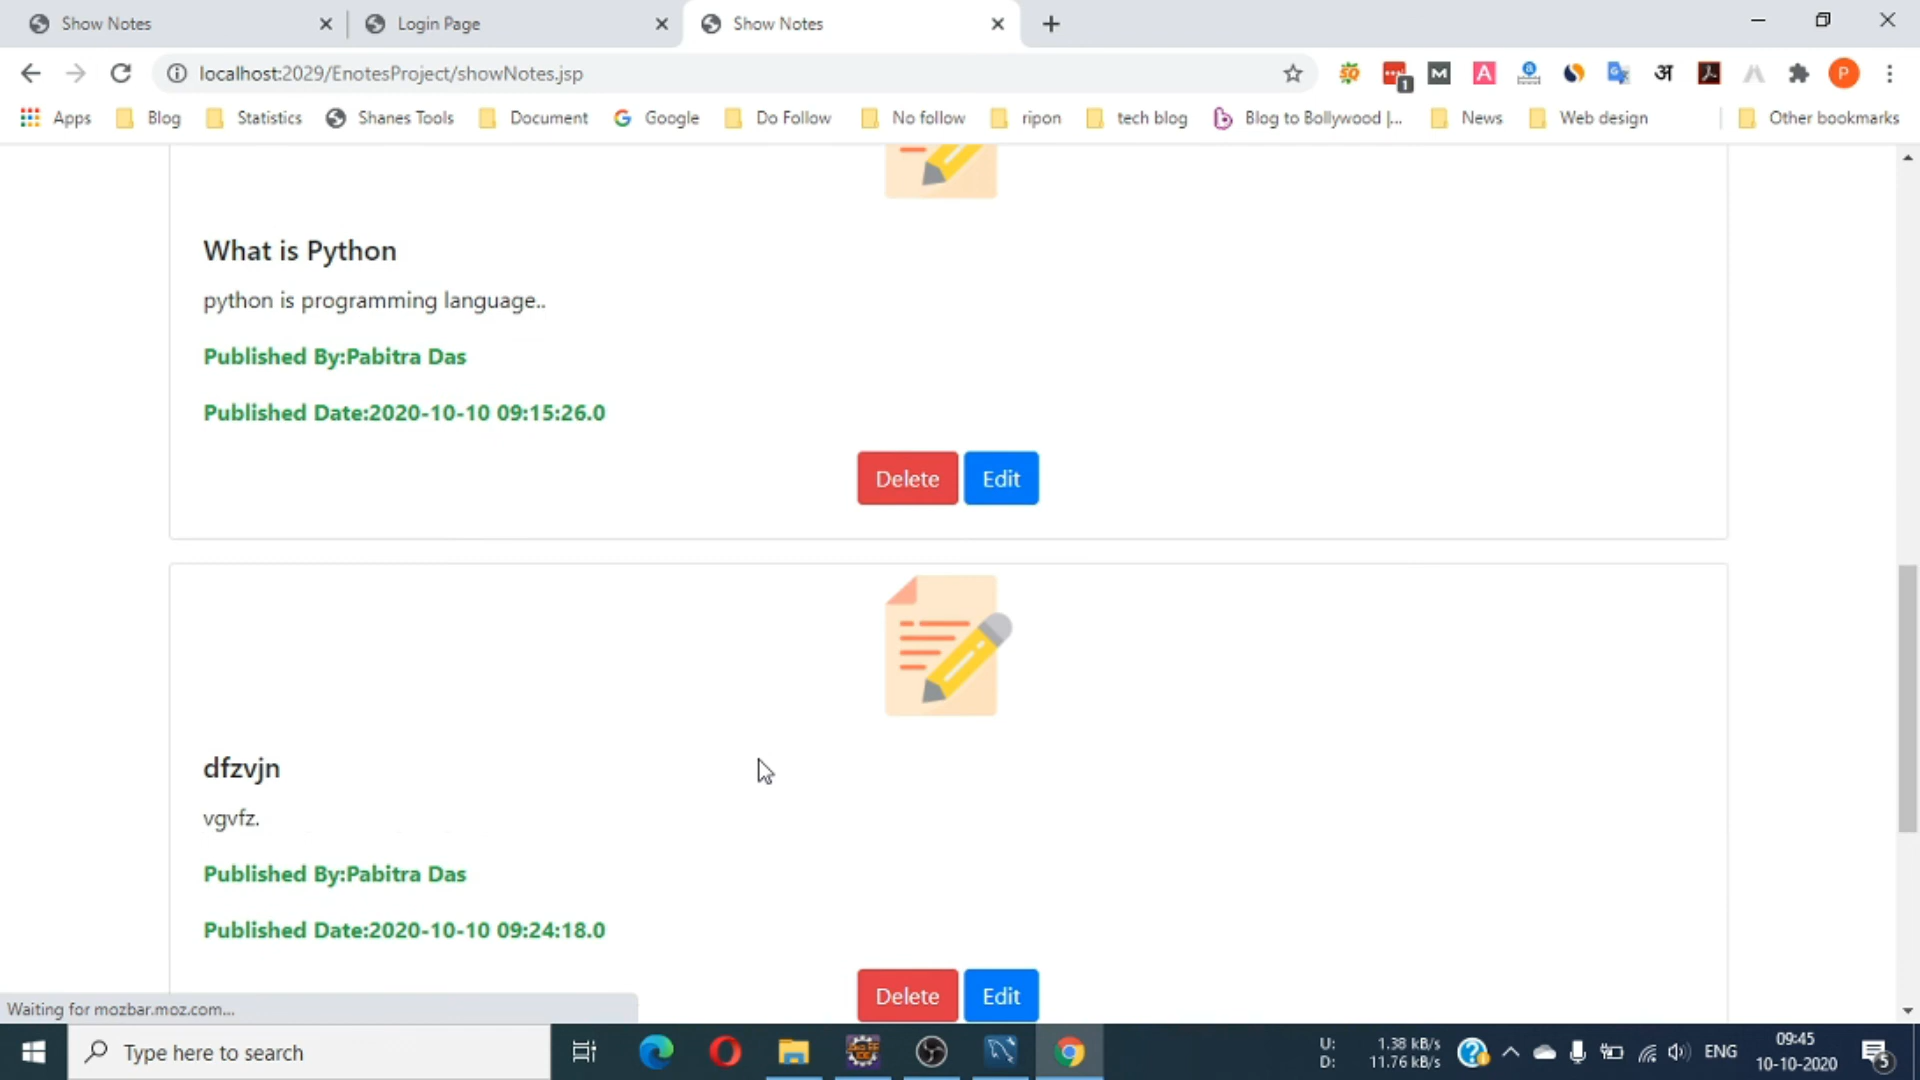 Show Notes
Login Page
Show Notes
localhost:2029/EnotesProject/showNotes.jsp
SQ
1
M
A
a
अ
P
Apps
Blog
Statistics
Shanes Tools
Document
Google
Do Follow
No follow
ripon
tech blog
Blog to Bollywood |...
News
Web design
Other bookmarks
What is Python
python is programming language..
Published By:Pabitra Das
Published Date:2020-10-10 09:15:26.0
Delete Edit
dfzvjn
vgvfz.
Published By:Pabitra Das
Published Date:2020-10-10 09:24:18.0
Delete Edit
Waiting for mozbar.moz.com...
Type here to search
U: 1.38 kB/s
D: 11.76 kB/s
ENG
09:45
10-10-2020
5